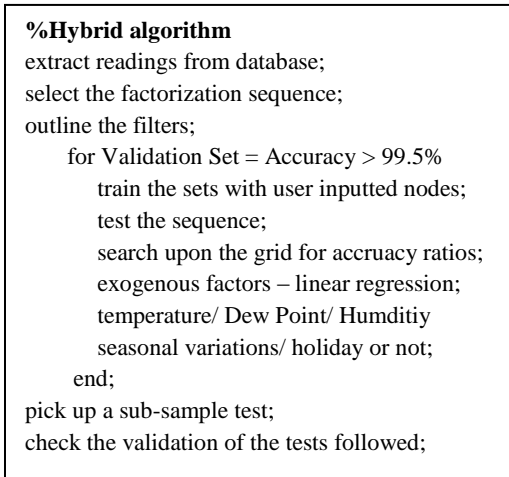 %Hybrid algorithm
extract readings from database;
select the factorization sequence;
outline the filters;
for Validation Set = Accuracy > 99.5%
train the sets with user inputted nodes;
test the sequence;
search upon the grid for accruacy ratios;
exogenous factors – linear regression;
temperature/ Dew Point/ Humditiy
seasonal variations/ holiday or not;
end;
pick up a sub-sample test;
check the validation of the tests followed;